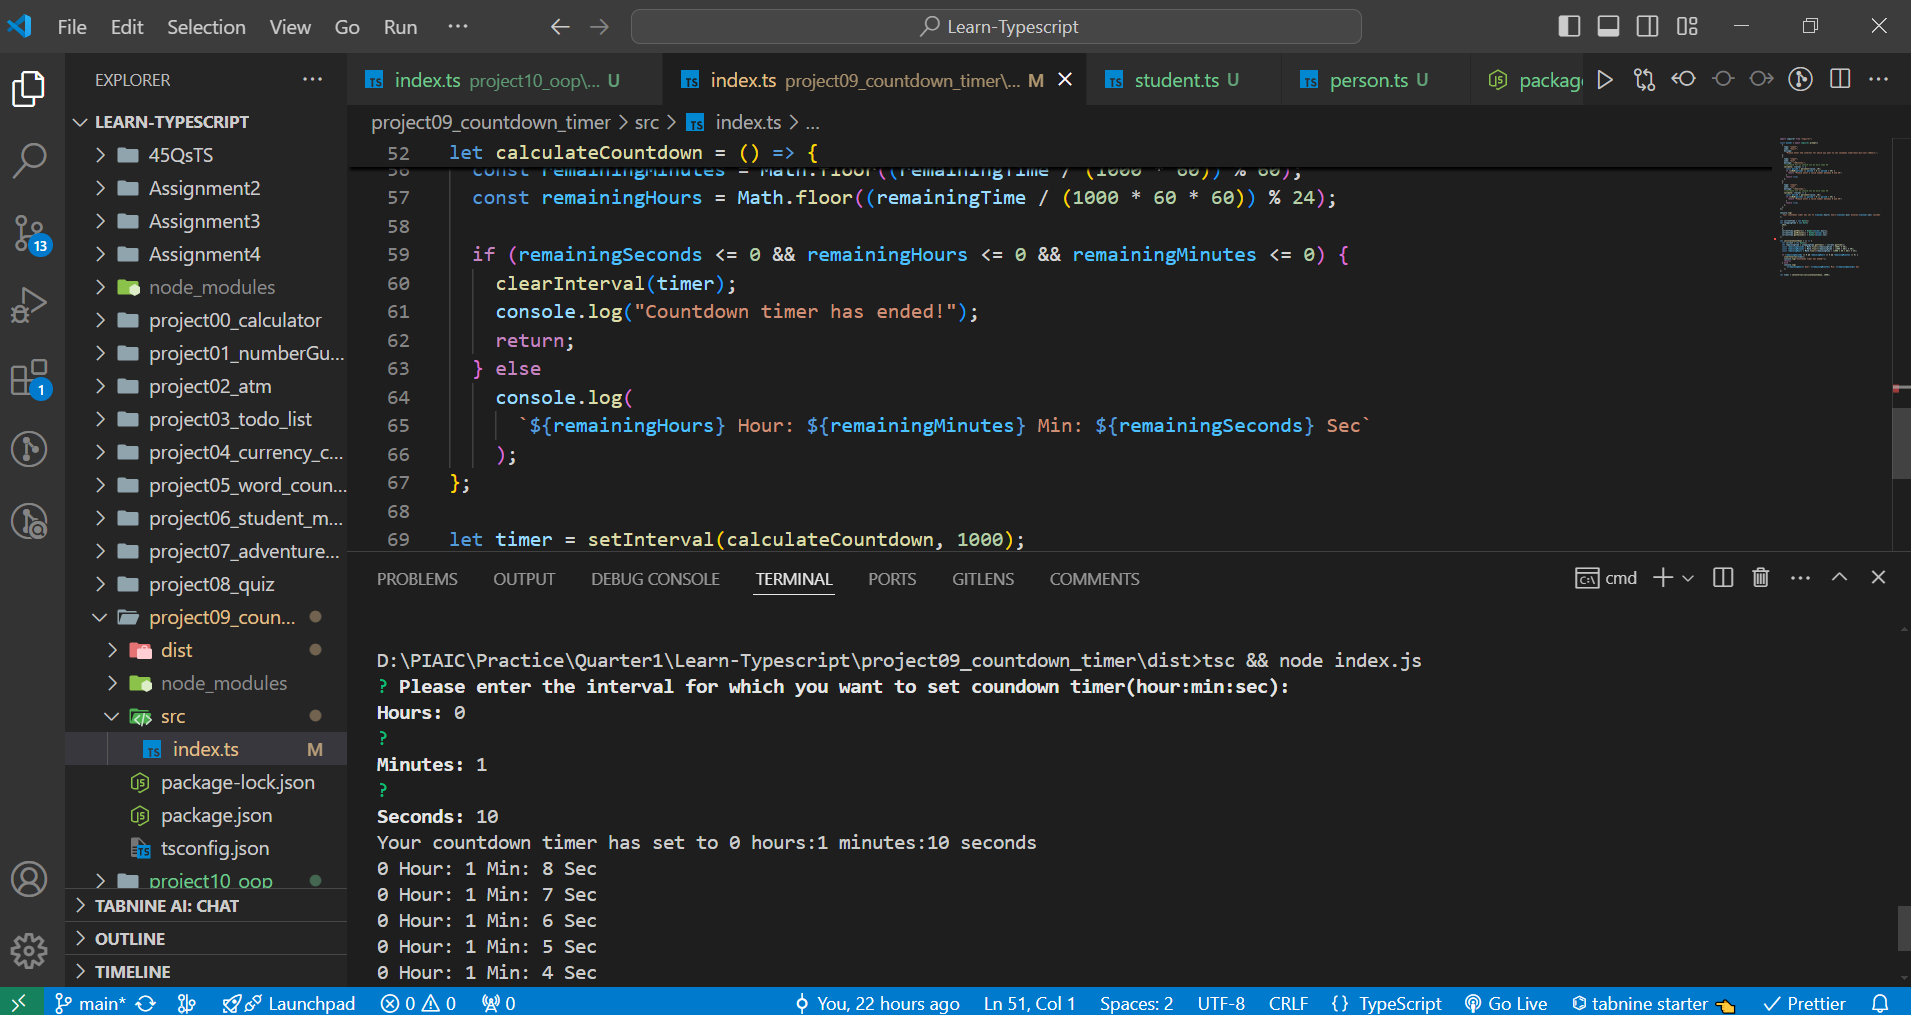 File Edit Selection View Go Run ··· Learn-Typescript
EXPLORER ···
LEARN-TYPESCRIPT
45QsTS
Assignment2
Assignment3
Assignment4
node_modules
project00_calculator
project01_numberGu...
project02_atm
project03_todo_list
project04_currency_c...
project05_word_coun...
project06_student_m...
project07_adventure...
project08_quiz
project09_coun...
dist
node_modules
src
index.ts M
package-lock.json
package.json
tsconfig.json
project10_oop
TABNINE AI: CHAT
OUTLINE
TIMELINE
13
1
index.ts project10_oop\... U index.ts project09_countdown_timer\... M student.ts U person.ts U packag
project09_countdown_timer > src > index.ts > ...
52 let calculateCountdown = () => {
56 const remainingMinutes = Math.floor((remainingTime / (1000 * 60)) % 60);
57 const remainingHours = Math.floor((remainingTime / (1000 * 60 * 60)) % 24);
58
59 if (remainingSeconds <= 0 && remainingHours <= 0 && remainingMinutes <= 0) {
60 clearInterval(timer);
61 console.log("Countdown timer has ended!");
62 return;
63 } else
64 console.log(
65 `${remainingHours} Hour: ${remainingMinutes} Min: ${remainingSeconds} Sec`
66 );
67 };
68
69 let timer = setInterval(calculateCountdown, 1000);
PROBLEMS OUTPUT DEBUG CONSOLE TERMINAL PORTS GITLENS COMMENTS cmd
D:\PIAIC\Practice\Quarter1\Learn-Typescript\project09_countdown_timer\dist>tsc && node index.js
? Please enter the interval for which you want to set coundown timer(hour:min:sec):
Hours: 0
?
Minutes: 1
?
Seconds: 10
Your countdown timer has set to 0 hours:1 minutes:10 seconds
0 Hour: 1 Min: 8 Sec
0 Hour: 1 Min: 7 Sec
0 Hour: 1 Min: 6 Sec
0 Hour: 1 Min: 5 Sec
0 Hour: 1 Min: 4 Sec
main* Launchpad 0 0 0 You, 22 hours ago Ln 51, Col 1 Spaces: 2 UTF-8 CRLF {} TypeScript Go Live tabnine starter Prettier